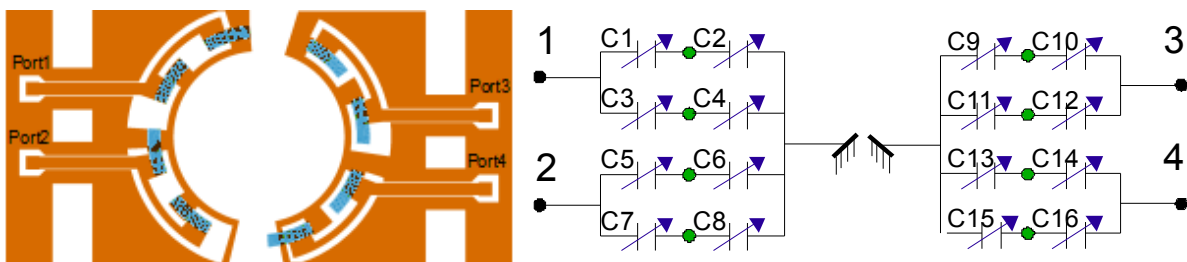 Port1
Port2
Port3
Port4
1
C1 C2
C3 C4
2
C5 C6
C7 C8
C9 C10
3
C11 C12
C13 C14
4
C15 C16